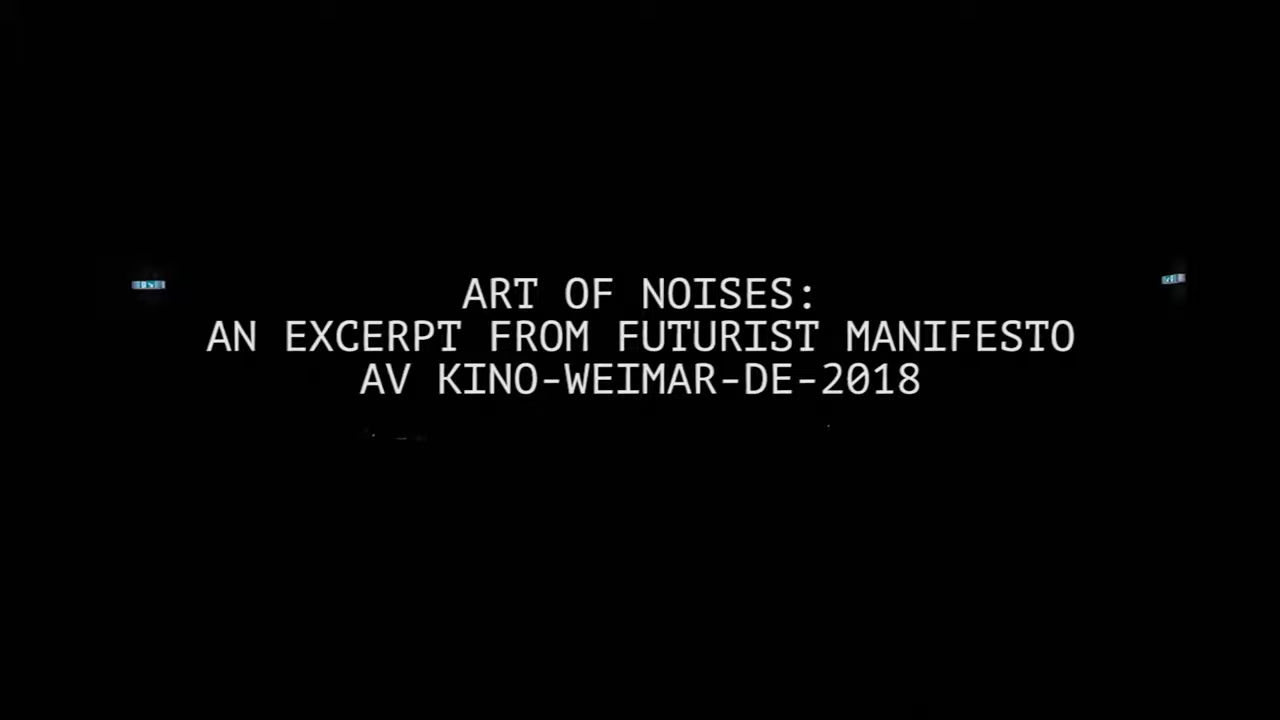 ART OF NOISES:
AN EXCERPT FROM FUTURIST MANIFESTO
AV KINO-WEIMAR-DE-2018